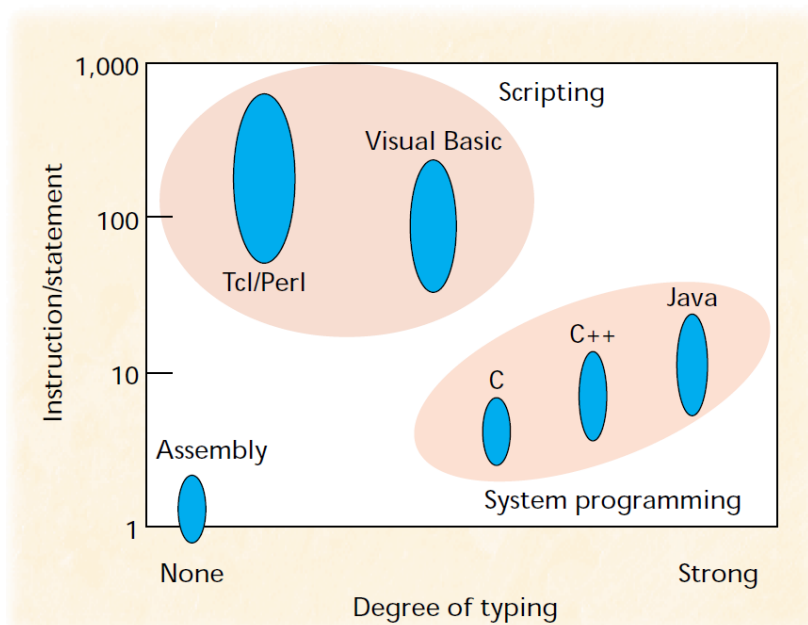 1,000
Scripting
Visual Basic
100
Tcl/Perl
Java
C++
10
C
Assembly
System programming
1
None
Strong
Degree of typing
Instruction/statement